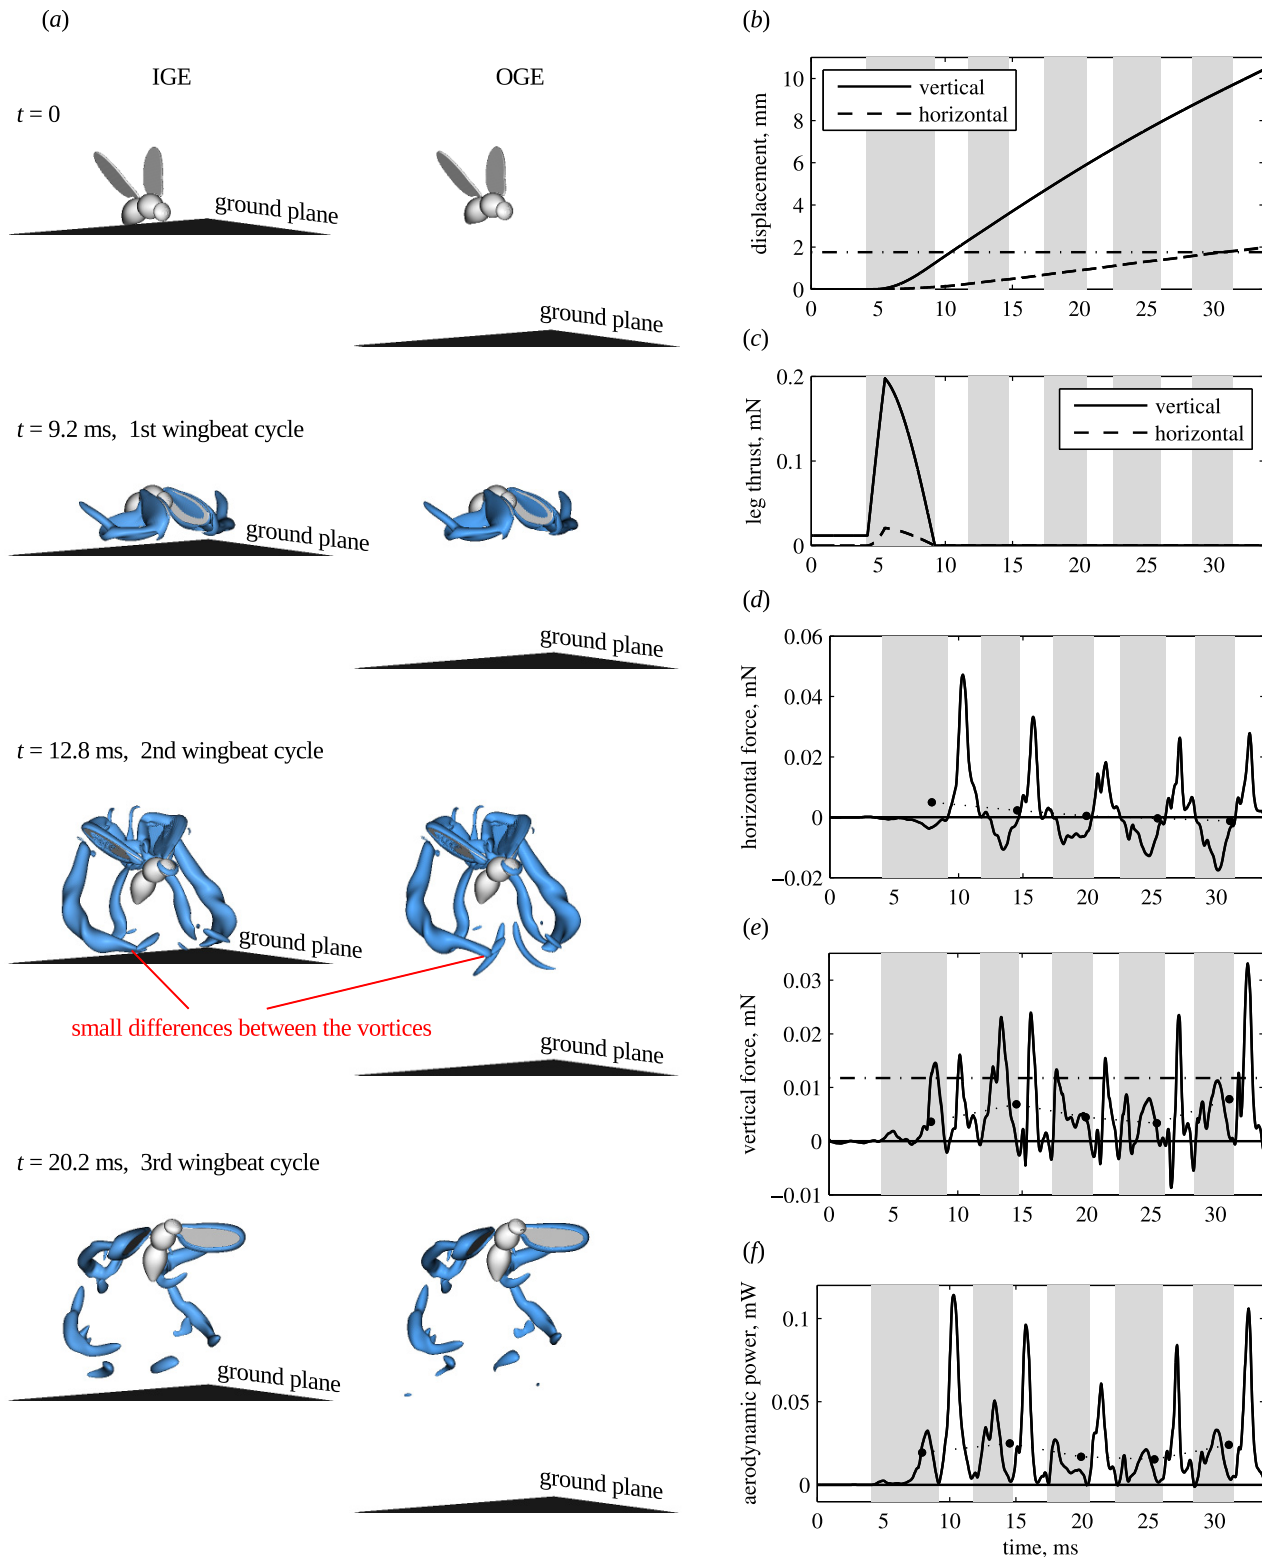 (a)
IGE
OGE
t = 0
ground plane
ground plane
t = 9.2 ms, 1st wingbeat cycle
ground plane
ground plane
t = 12.8 ms, 2nd wingbeat cycle
ground plane
small differences between the vortices
ground plane
t = 20.2 ms, 3rd wingbeat cycle
ground plane
ground plane
(b)
displacement, mm
10
8
6
4
2
0
vertical
horizontal
0 5 10 15 20 25 30
(c)
leg thrust, mN
0.2
0.1
0
vertical
horizontal
0 5 10 15 20 25 30
(d)
horizontal force, mN
0.06
0.04
0.02
0
−0.02
0 5 10 15 20 25 30
(e)
vertical force, mN
0.03
0.02
0.01
0
−0.01
0 5 10 15 20 25 30
(f)
aerodynamic power, mW
0.1
0.05
0
0 5 10 15 20 25 30
time, ms